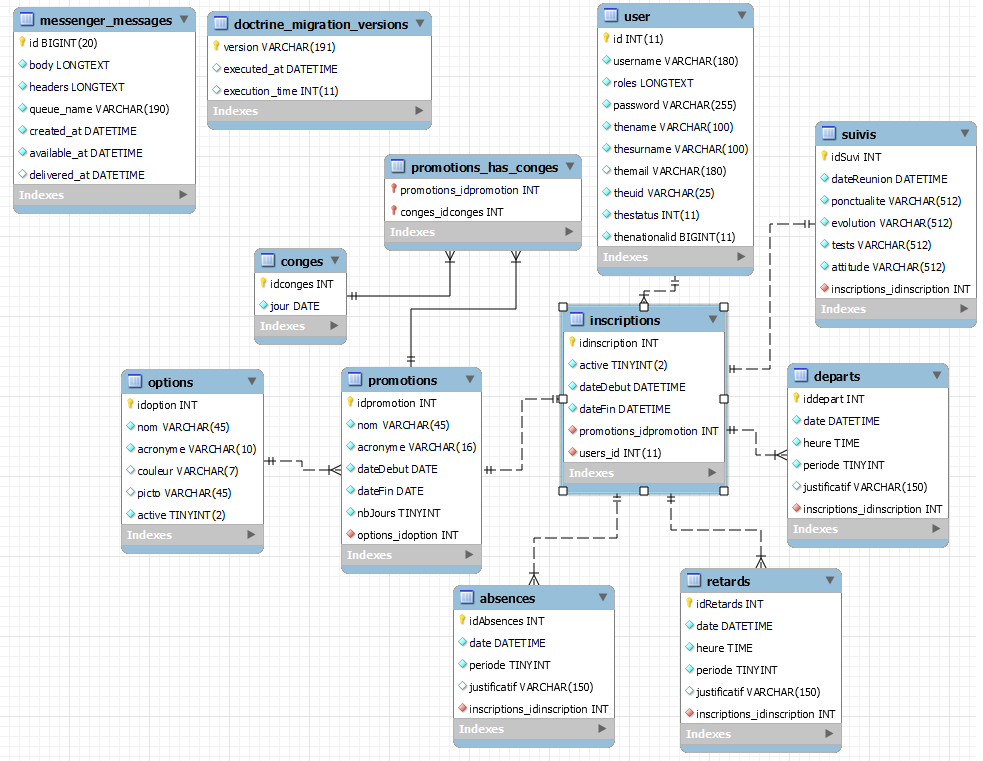 messenger_messages
id BIGINT(20)
body LONGTEXT
headers LONGTEXT
queue_name VARCHAR(190)
created_at DATETIME
available_at DATETIME
delivered_at DATETIME
Indexes
doctrine_migration_versions
version VARCHAR(191)
executed_at DATETIME
execution_time INT(11)
Indexes
user
id INT(11)
username VARCHAR(180)
roles LONGTEXT
password VARCHAR(255)
thename VARCHAR(100)
thesurname VARCHAR(100)
themail VARCHAR(180)
theuid VARCHAR(25)
thestatus INT(11)
thenationalid BIGINT(11)
Indexes
suivis
idSuvi INT
dateReunion DATETIME
ponctualite VARCHAR(512)
evolution VARCHAR(512)
tests VARCHAR(512)
attitude VARCHAR(512)
inscriptions_idinscription INT
Indexes
promotions_has_conges
promotions_idpromotion INT
conges_idconges INT
Indexes
conges
idconges INT
jour DATE
Indexes
inscriptions
idinscription INT
active TINYINT(2)
dateDebut DATETIME
dateFin DATETIME
promotions_idpromotion INT
users_id INT(11)
Indexes
options
idoption INT
nom VARCHAR(45)
acronyme VARCHAR(10)
couleur VARCHAR(7)
picto VARCHAR(45)
active TINYINT(2)
Indexes
promotions
idpromotion INT
nom VARCHAR(45)
acronyme VARCHAR(16)
dateDebut DATE
dateFin DATE
nbJours TINYINT
options_idoption INT
Indexes
departs
iddepart INT
date DATETIME
heure TIME
periode TINYINT
justificatif VARCHAR(150)
inscriptions_idinscription INT
Indexes
absences
idAbsences INT
date DATETIME
periode TINYINT
justificatif VARCHAR(150)
inscriptions_idinscription INT
Indexes
retards
idRetards INT
date DATETIME
heure TIME
periode TINYINT
justificatif VARCHAR(150)
inscriptions_idinscription INT
Indexes